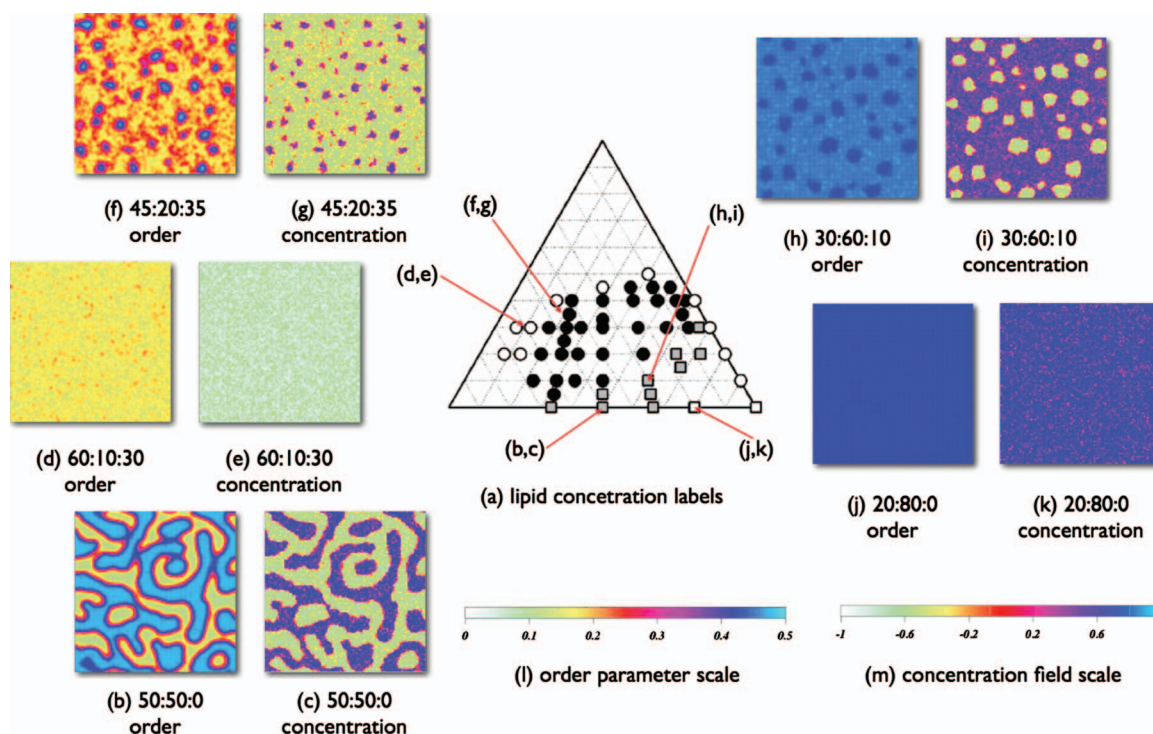 (f) 45:20:35
order
(g) 45:20:35
concentration
(f,g)
(h,i)
(h) 30:60:10
order
(i) 30:60:10
concentration
(d,e)
(d) 60:10:30
order
(e) 60:10:30
concentration
(b,c)
(j,k)
(a) lipid concetration labels
(j) 20:80:0
order
(k) 20:80:0
concentration
(b) 50:50:0
order
(c) 50:50:0
concentration
0 0.1 0.2 0.3 0.4 0.5
(l) order parameter scale
-1 -0.6 -0.2 0.2 0.6
(m) concentration field scale